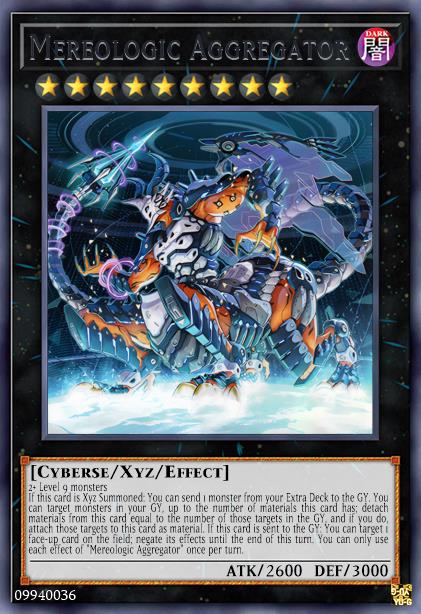 Mereologic Aggregator
DARK
闇
[Cyberse/Xyz/Effect]
2+ Level 9 monsters
If this card is Xyz Summoned: You can send 1 monster from your Extra Deck to the GY. You
can target monsters in your GY, up to the number of materials this card has; detach
materials from this card equal to the number of those targets in the GY, and if you do,
attach those targets to this card as material. If this card is sent to the GY: You can target 1
face-up card on the field; negate its effects until the end of this turn. You can only use
each effect of "Mereologic Aggregator" once per turn.
ATK/2600 DEF/3000
09940036